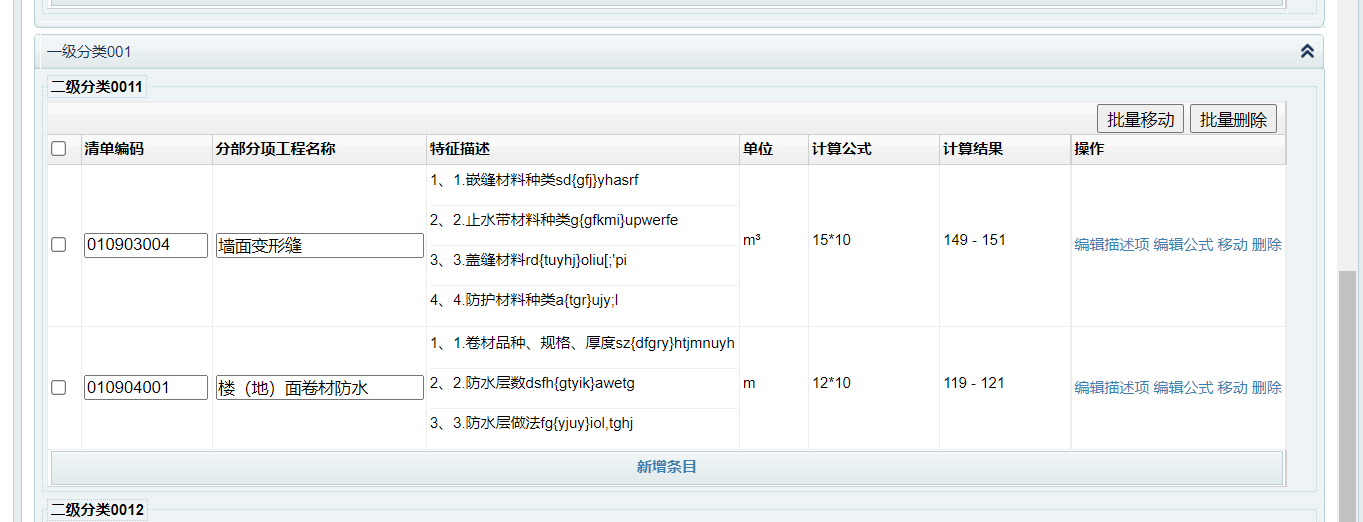 一级分类001
二级分类0011
批量移动 批量删除
清单编码 分部分项工程名称 特征描述 单位 计算公式 计算结果 操作
1、1.嵌缝材料种类sd{gfj}yhasrf
2、2.止水带材料种类g{gfkmi}upwerfe
010903004 墙面变形缝 m³ 15*10 149 - 151 编辑描述项 编辑公式 移动 删除
3、3.盖缝材料rd{tuyhj}oliu[;'pi
4、4.防护材料种类a{tgr}ujy;l
1、1.卷材品种、规格、厚度sz{dfgry}htjmnuyh
010904001 楼（地）面卷材防水 2、2.防水层数dsfh{gtyik}awetg m 12*10 119 - 121 编辑描述项 编辑公式 移动 删除
3、3.防水层做法fg{yjuy}iol,tghj
新增条目
二级分类0012